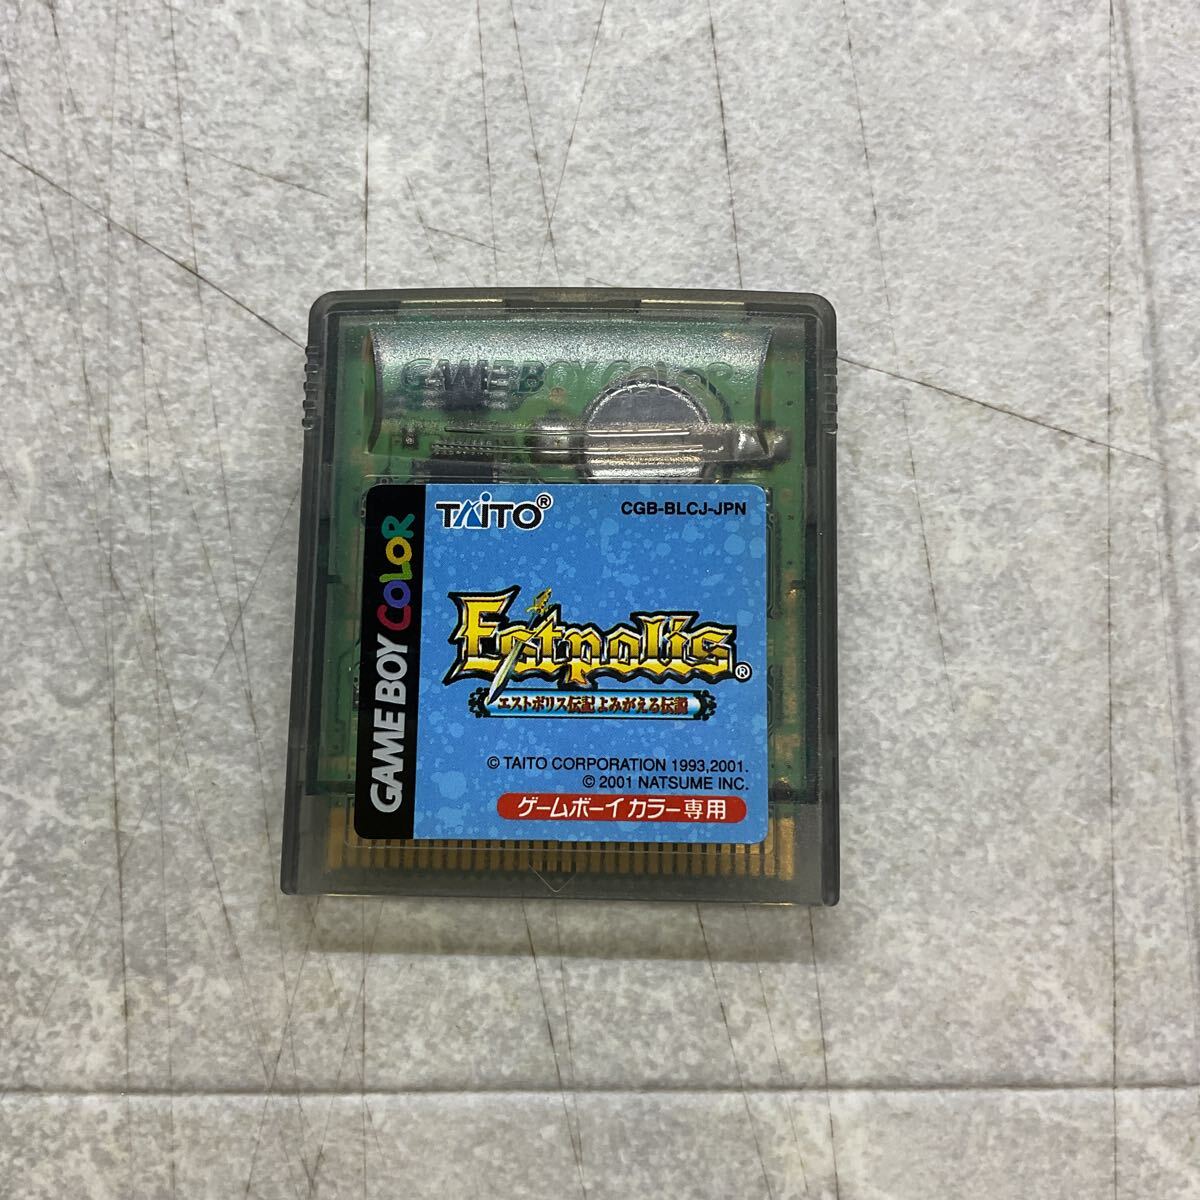 GAME BOY COLOR
TAITO®
CGB-BLCJ-JPN
GAME BOY COLOR
Estpolis®
エストポリス伝記 よみがえる伝説
© TAITO CORPORATION 1993,2001.
© 2001 NATSUME INC.
ゲームボーイカラー専用